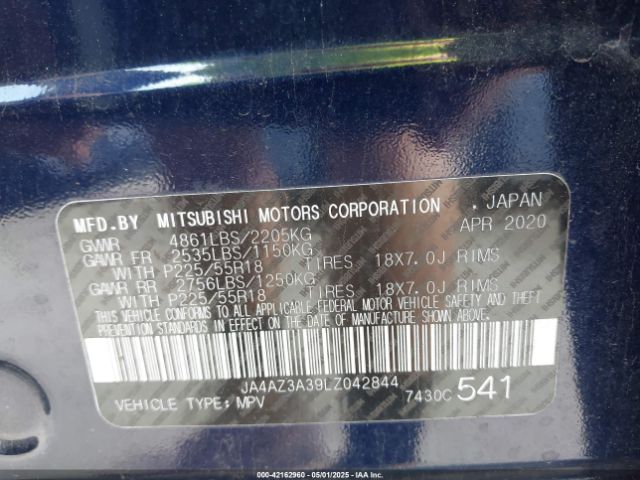 MFD.BY MITSUBISHI MOTORS CORPORATION . JAPAN
GVWR 4861LBS/2205KG APR 2020
GAWR FR 2535LBS/1150KG
WITH P225/55R18 TIRES 18X7.0J RIMS
GAWR RR 2756LBS/1250KG
WITH P225/55R18 TIRES 18X7.0J RIMS
THIS VEHICLE CONFORMS TO ALL APPLICABLE FEDERAL MOTOR VEHICLE SAFETY AND THEFT
PREVENTION STANDARDS IN EFFECT ON THE DATE OF MANUFACTURE SHOWN ABOVE.
JA4AZ3A39LZ042844
VEHICLE TYPE: MPV 7430C 541
000-42162960 - 05/01/2025 - IAAI.COM